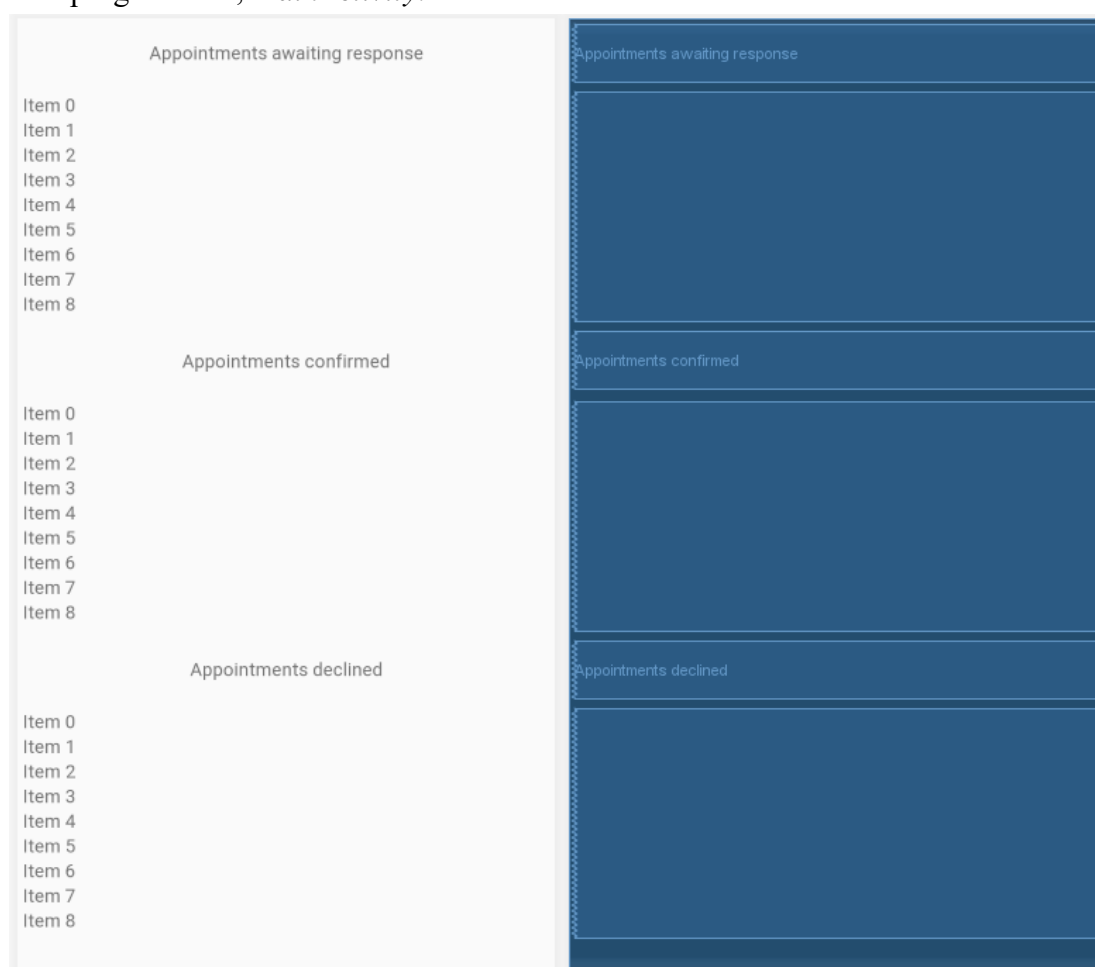 Appointments awaiting response
Item 0
Item 1
Item 2
Item 3
Item 4
Item 5
Item 6
Item 7
Item 8
Appointments confirmed
Item 0
Item 1
Item 2
Item 3
Item 4
Item 5
Item 6
Item 7
Item 8
Appointments declined
Item 0
Item 1
Item 2
Item 3
Item 4
Item 5
Item 6
Item 7
Item 8
Appointments awaiting response
Appointments confirmed
Appointments declined